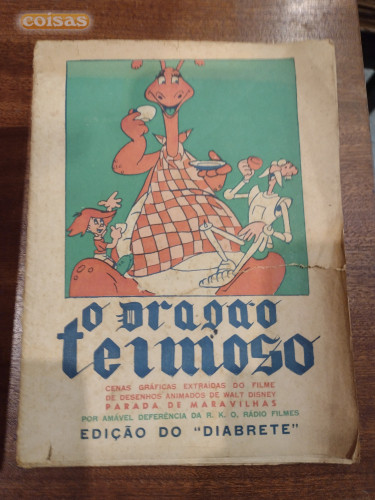 coisas
o Dragão
teimoso
CENAS GRÁFICAS EXTRAIDAS DO FILME
DE DESENHOS ANIMADOS DE WALT DISNEY
PARADA DE MARAVILHAS
POR AMÁVEL DEFERÊNCIA DA R. K. O. RÁDIO FILMES
EDIÇÃO DO "DIABRETE"